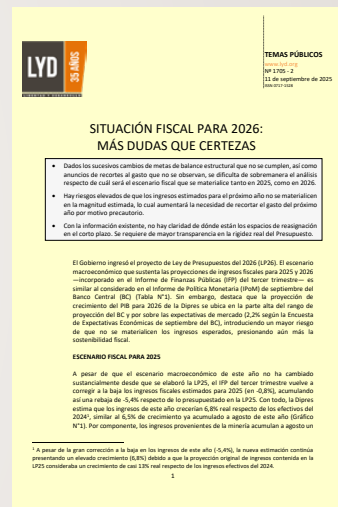 LYD
35 AÑOS
LIBERTAD Y DESARROLLO
TEMAS PÚBLICOS
www.lyd.org
Nº 1705 - 2
11 de septiembre de 2025
ISSN 0717-1528
SITUACIÓN FISCAL PARA 2026:
MÁS DUDAS QUE CERTEZAS
• Dados los sucesivos cambios de metas de balance estructural que no se cumplen, así como
anuncios de recortes al gasto que no se observan, se dificulta de sobremanera el análisis
respecto de cuál será el escenario fiscal que se materialice tanto en 2025, como en 2026.
• Hay riesgos elevados de que los ingresos estimados para el próximo año no se materialicen
en la magnitud estimada, lo cual aumentará la necesidad de recortar el gasto del próximo
año por motivo precautorio.
• Con la información existente, no hay claridad de dónde están los espacios de reasignación
en el corto plazo. Se requiere de mayor transparencia en la rigidez real del Presupuesto.
El Gobierno ingresó el proyecto de Ley de Presupuestos del 2026 (LP26). El escenario
macroeconómico que sustenta las proyecciones de ingresos fiscales para 2025 y 2026
—incorporado en el Informe de Finanzas Públicas (IFP) del tercer trimestre— es
similar al considerado en el Informe de Política Monetaria (IPoM) de septiembre del
Banco Central (BC) (Tabla N°1). Sin embargo, destaca que la proyección de
crecimiento del PIB para 2026 de la Dipres se ubica en la parte alta del rango de
proyección del BC y por sobre las expectativas de mercado (2,2% según la Encuesta
de Expectativas Económicas de septiembre del BC), introduciendo un mayor riesgo
de que no se materialicen los ingresos esperados, presionando aún más la
sostenibilidad fiscal.
ESCENARIO FISCAL PARA 2025
A pesar de que el escenario macroeconómico de este año no ha cambiado
sustancialmente desde que se elaboró la LP25, el IFP del tercer trimestre vuelve a
corregir a la baja los ingresos fiscales estimados para 2025 (en -0,8%), acumulando
así una rebaja de -5,4% respecto de lo propuesto en la LP25. Con todo, la Dipres
estima que los ingresos de este año crecerían 6,8% real respecto de los efectivos del
2024¹, similar al 6,5% de crecimiento ya acumulado a agosto de este año (Gráfico
N°1). Por componente, los ingresos provenientes de la minería acumulan a agosto un
¹ A pesar de la gran corrección a la baja en los ingresos de este año (-5,4%), la nueva estimación continúa
presentando un elevado crecimiento (6,8%) debido a que la proyección original de ingresos contenida en la
LP25 consideraba un crecimiento de casi 13% real respecto de los ingresos efectivos del 2024.
1